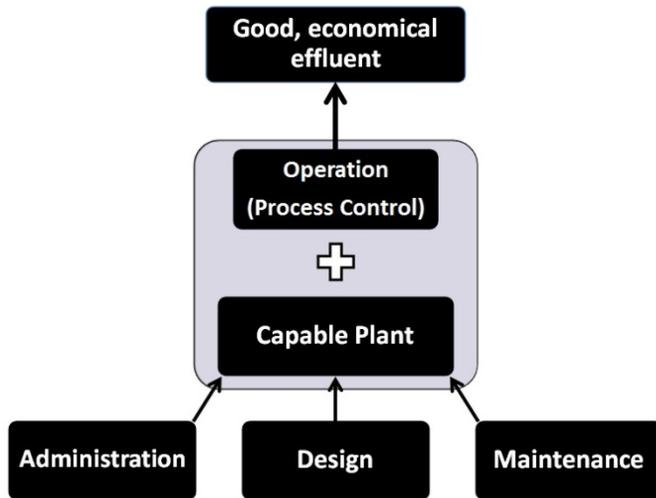 Good, economical
effluent
Operation
(Process Control)
Capable Plant
Administration
Design
Maintenance